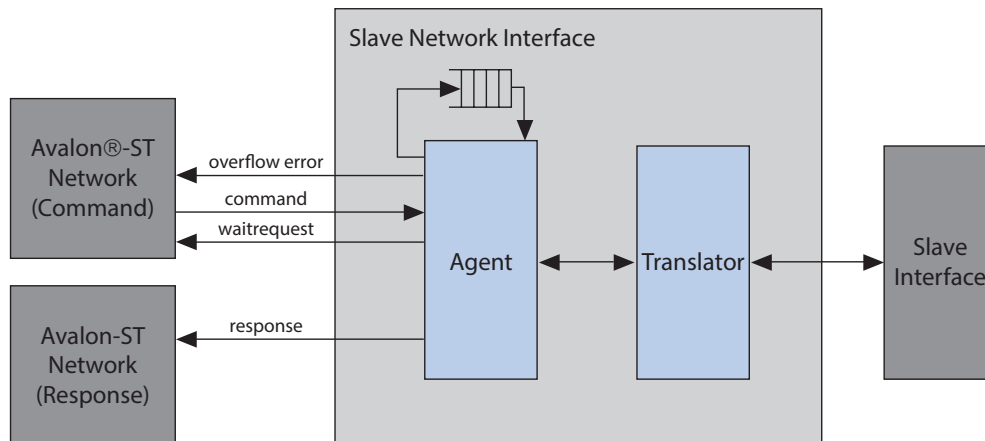 Slave Network Interface
Avalon®-ST
Network
(Command)
overflow error
command
waitrequest
Agent
Translator
Slave
Interface
Avalon-ST
Network
(Response)
response